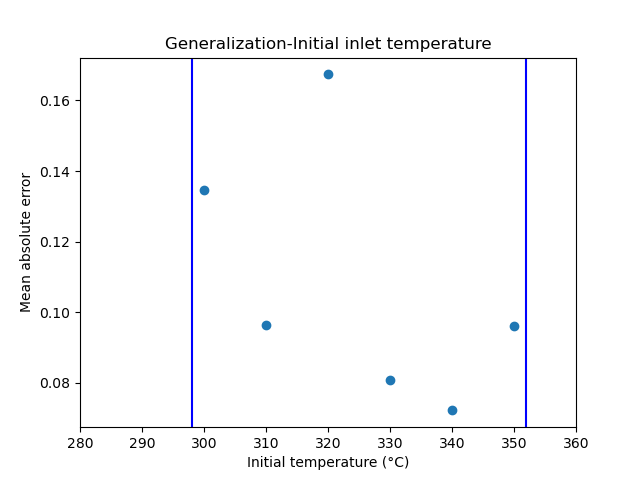 Generalization-Initial inlet temperature
Mean absolute error
0.16
0.14
0.12
0.10
0.08
280 290 300 310 320 330 340 350 360
Initial temperature (°C)